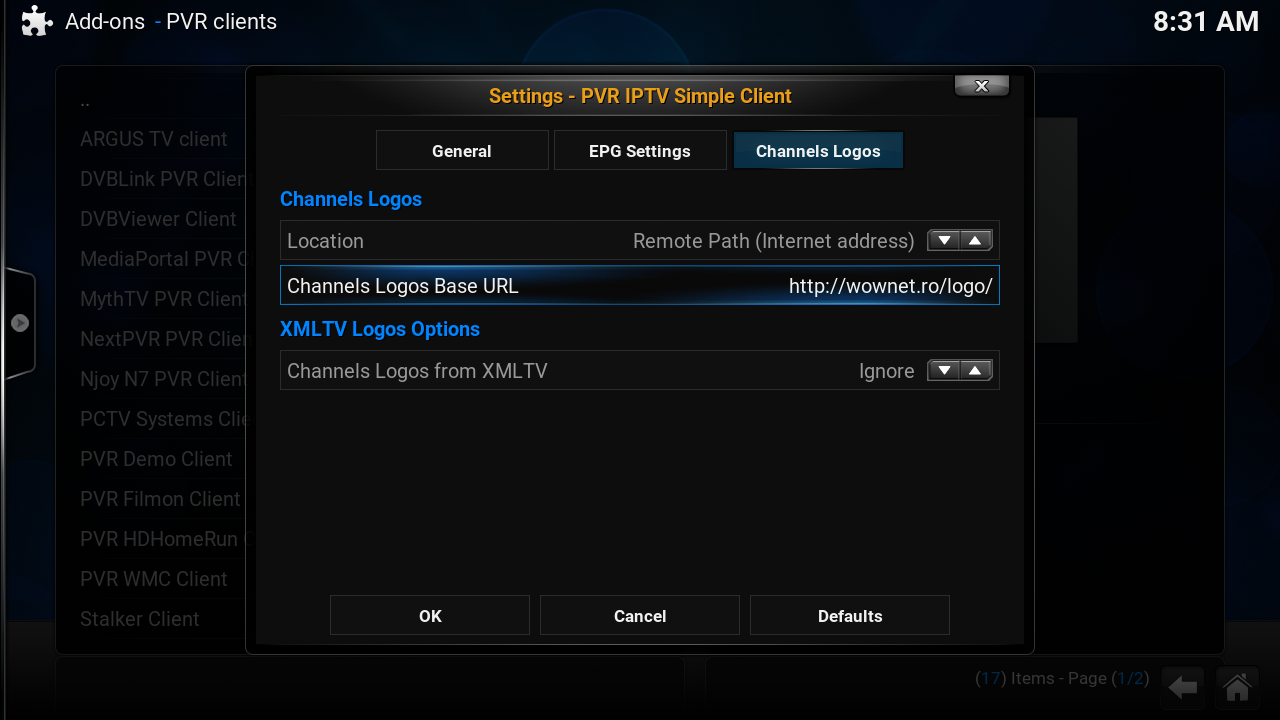 Add-ons - PVR clients
8:31 AM
..
ARGUS TV client
DVBLink PVR Clien
DVBViewer Client
MediaPortal PVR C
MythTV PVR Client
NextPVR PVR Clien
Njoy N7 PVR Client
PCTV Systems Clie
PVR Demo Client
PVR Filmon Client
PVR HDHomeRun C
PVR WMC Client
Stalker Client
Settings - PVR IPTV Simple Client
General EPG Settings Channels Logos
Channels Logos
Location Remote Path (Internet address)
Channels Logos Base URL http://wownet.ro/logo/
XMLTV Logos Options
Channels Logos from XMLTV Ignore
OK Cancel Defaults
(17) Items - Page (1/2)